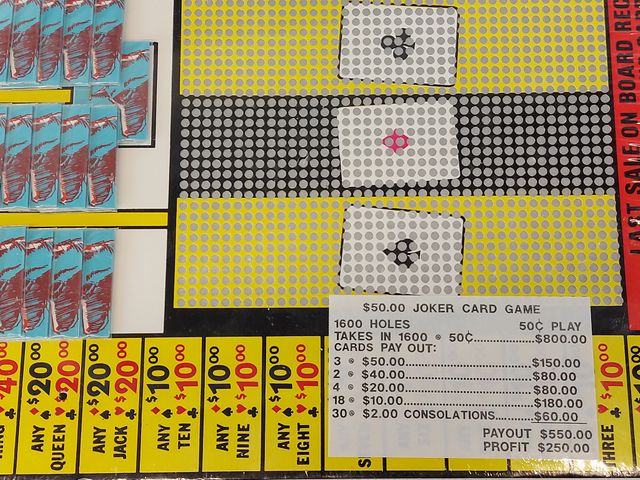 LAST SALE ON BOARD REC
$50.00 JOKER CARD GAME
1600 HOLES 50¢ PLAY
TAKES IN 1600 @ 50¢..............$800.00
CARDS PAY OUT:
3 @ $50.00..............................$150.00
2 @ $40.00..............................$80.00
4 @ $20.00..............................$80.00
18 @ $10.00............................$180.00
30 @ $2.00 CONSOLATIONS.........$60.00
PAYOUT $550.00
PROFIT $250.00
$40.00
ANY QUEEN $20.00 $20.00
ANY JACK $20.00 $20.00
ANY TEN $10.00 $10.00
ANY NINE $10.00 $10.00
ANY EIGHT $10.00 $10.00
THREE $10.00